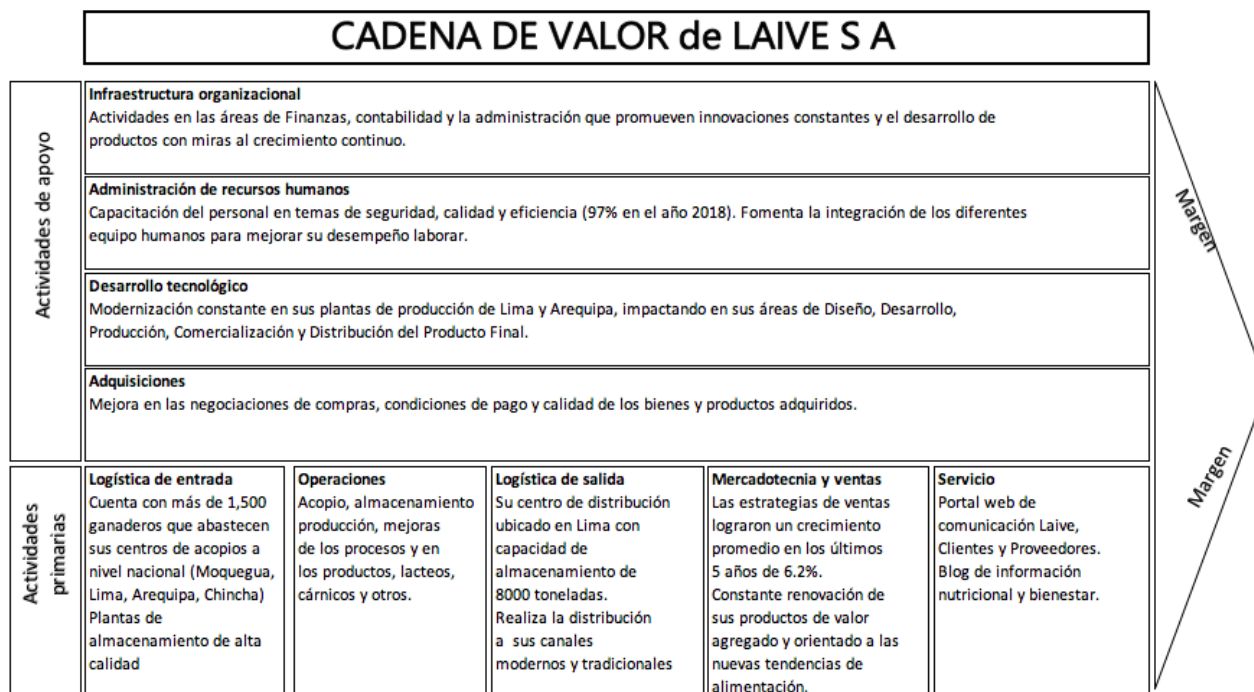 CADENA DE VALOR de LAIVE S A
Actividades de apoyo
Infraestructura organizacional
Actividades en las áreas de Finanzas, contabilidad y la administración que promueven innovaciones constantes y el desarrollo de
productos con miras al crecimiento continuo.
Administración de recursos humanos
Capacitación del personal en temas de seguridad, calidad y eficiencia (97% en el año 2018). Fomenta la integración de los diferentes
equipo humanos para mejorar su desempeño laborar.
Desarrollo tecnológico
Modernización constante en sus plantas de producción de Lima y Arequipa, impactando en sus áreas de Diseño, Desarrollo,
Producción, Comercialización y Distribución del Producto Final.
Adquisiciones
Mejora en las negociaciones de compras, condiciones de pago y calidad de los bienes y productos adquiridos.
Margen
Margen
Actividades
primarias
Logística de entrada
Cuenta con más de 1,500
ganaderos que abastecen
sus centros de acopios a
nivel nacional (Moquegua,
Lima, Arequipa, Chincha)
Plantas de
almacenamiento de alta
calidad
Operaciones
Acopio, almacenamiento
producción, mejoras
de los procesos y en
los productos, lacteos,
cárnicos y otros.
Logística de salida
Su centro de distribución
ubicado en Lima con
capacidad de
almacenamiento de
8000 toneladas.
Realiza la distribución
a sus canales
modernos y tradicionales
Mercadotecnia y ventas
Las estrategias de ventas
lograron un crecimiento
promedio en los últimos
5 años de 6.2%.
Constante renovación de
sus productos de valor
agregado y orientado a las
nuevas tendencias de
alimentación.
Servicio
Portal web de
comunicación Laive,
Clientes y Proveedores.
Blog de información
nutricional y bienestar.